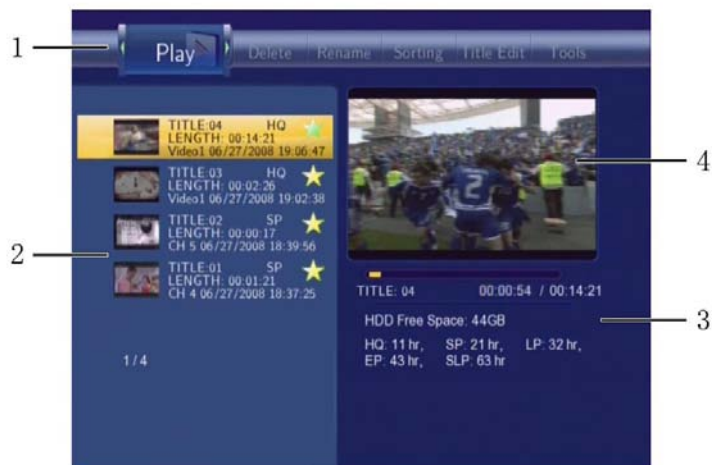 1
Play Delete Rename Sorting Title Edit Tools
TITLE:04 HQ
LENGTH: 00:14:21
Video1 06/27/2008 19:06:47
TITLE:03 HQ
LENGTH: 00:02:26
Video1 06/27/2008 19:02:38
TITLE:02 SP
LENGTH: 00:00:17
CH 5 06/27/2008 18:39:56
TITLE:01 SP
LENGTH: 00:01:21
CH 4 06/27/2008 18:37:25
2
1/4
2
4
TITLE: 04 00:00:54 / 00:14:21
HDD Free Space: 44GB
3
HQ: 11 hr, SP: 21 hr, LP: 32 hr,
EP: 43 hr, SLP: 63 hr